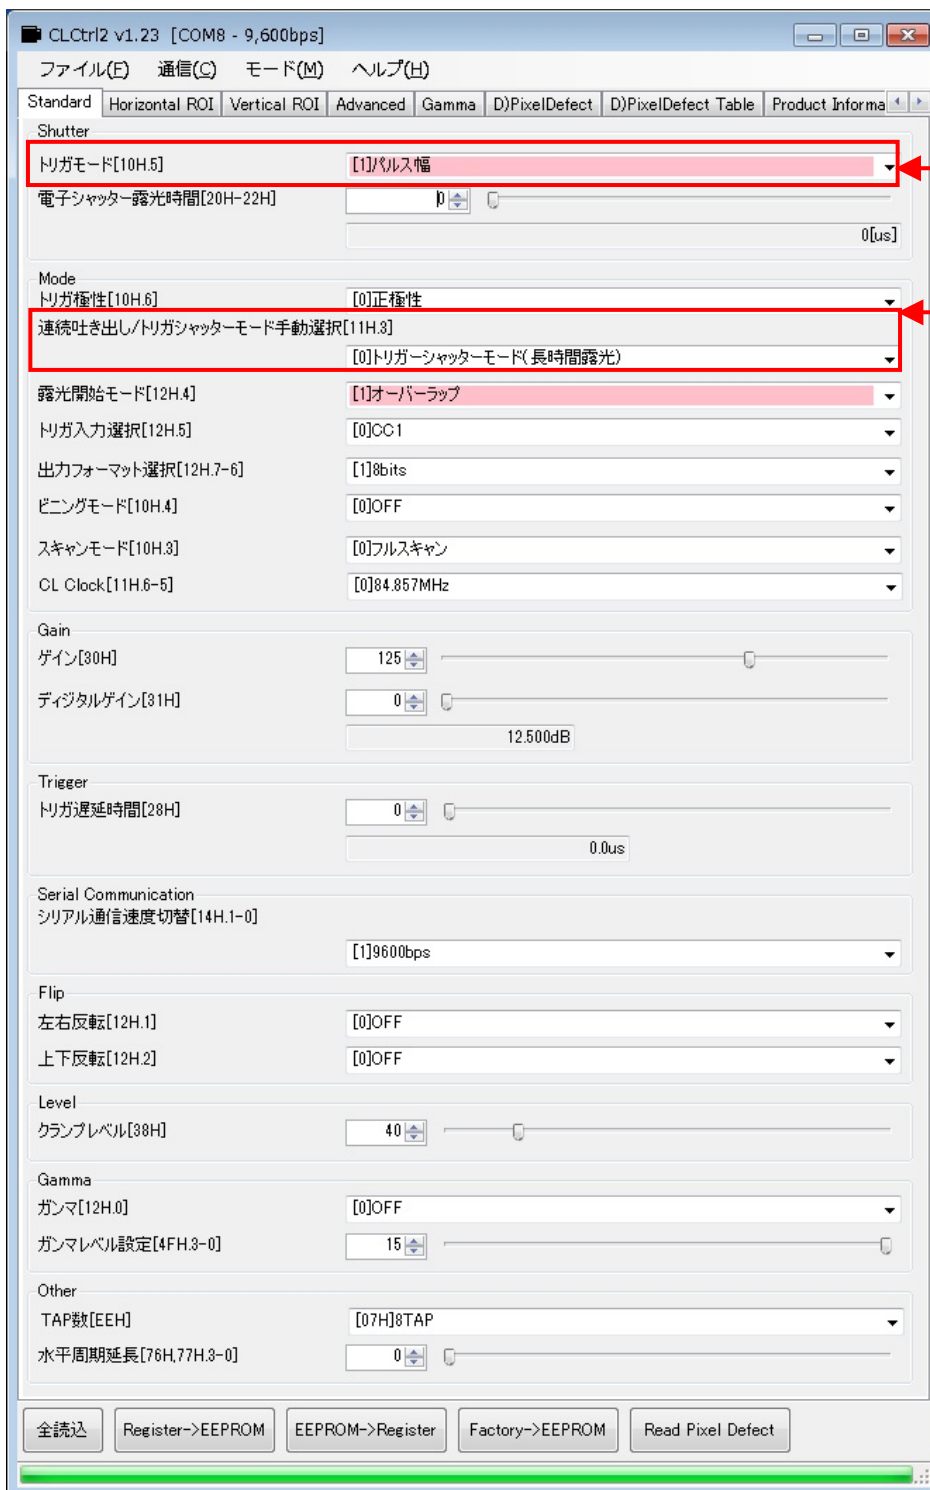 CLCtrl2 v1.23 [COM8 - 9,600bps]
ファイル(F) 通信(C) モード(M) ヘルプ(H)
Standard Horizontal ROI Vertical ROI Advanced Gamma D)PixelDefect D)PixelDefect Table Product Informa
Shutter
トリガモード[10H.5] [1]パルス幅
電子シャッター露光時間[20H-22H] 0
0[us]
Mode
トリガ極性[10H.6] [0]正極性
連続吐き出し/トリガシャッターモード手動選択[11H.3]
[0]トリガーシャッターモード(長時間露光)
露光開始モード[12H.4] [1]オーバーラップ
トリガ入力選択[12H.5] [0]CC1
出力フォーマット選択[12H.7-6] [1]8bits
ビニングモード[10H.4] [0]OFF
スキャンモード[10H.3] [0]フルスキャン
CL Clock[11H.6-5] [0]84.857MHz
Gain
ゲイン[30H] 125
ディジタルゲイン[31H] 0
12.500dB
Trigger
トリガ遅延時間[28H] 0
0.0us
Serial Communication
シリアル通信速度切替[14H.1-0]
[1]9600bps
Flip
左右反転[12H.1] [0]OFF
上下反転[12H.2] [0]OFF
Level
クランプレベル[38H] 40
Gamma
ガンマ[12H.0] [0]OFF
ガンマレベル設定[4FH.3-0] 15
Other
TAP数[EEH] [07H]8TAP
水平周期延長[76H,77H.3-0] 0
全読込 Register->EEPROM EEPROM->Register Factory->EEPROM Read Pixel Defect